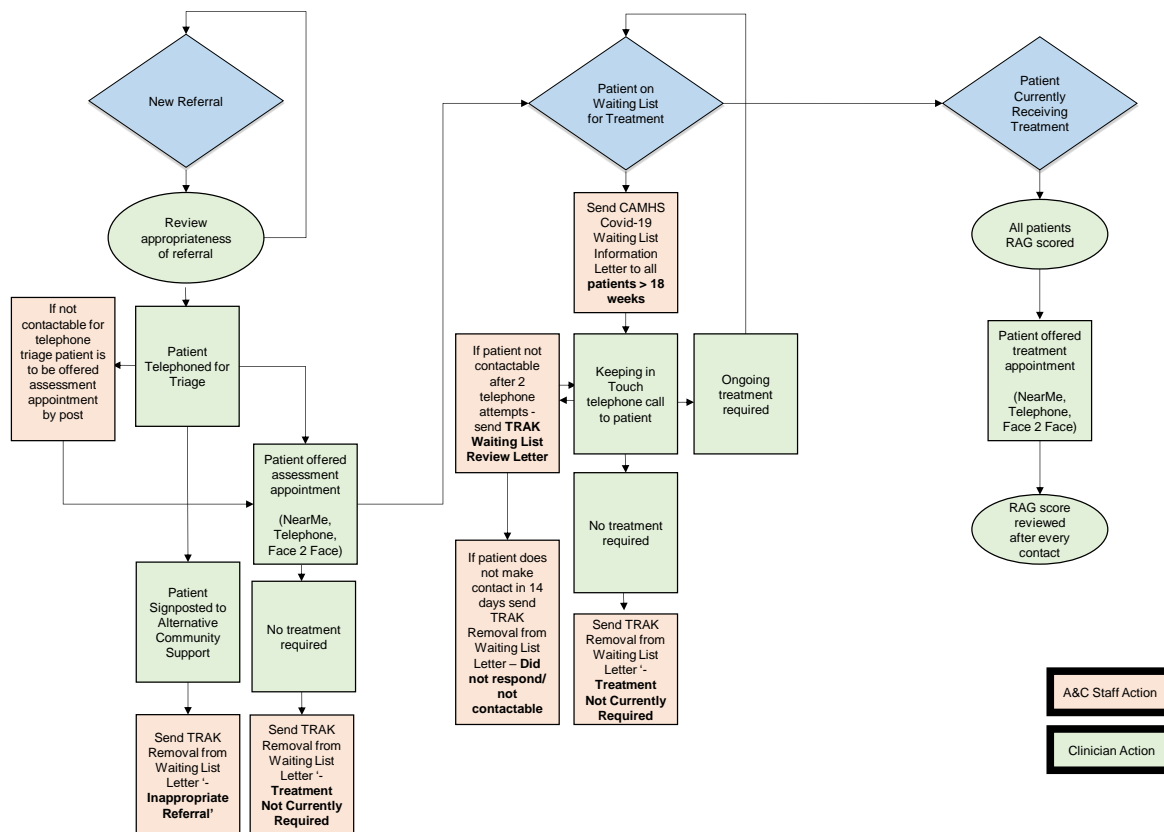 New Referral
Review
appropriateness
of referral
If not
contactable for
telephone
triage patient is
to be offered
assessment
appointment
by post
Patient
Telephoned for
Triage
Patient offered
assessment
appointment
(NearMe,
Telephone,
Face 2 Face)
Patient
Signposted to
Alternative
Community
Support
No treatment
required
Send TRAK
Removal from
Waiting List
Letter ‘-
Inappropriate
Referral’
Send TRAK
Removal from
Waiting List
Letter ‘-
Treatment
Not Currently
Required
Patient on
Waiting List
for Treatment
Send CAMHS
Covid-19
Waiting List
Information
Letter to all
patients > 18
weeks
If patient not
contactable
after 2
telephone
attempts -
send TRAK
Waiting List
Review Letter
Keeping in
Touch
telephone call
to patient
Ongoing
treatment
required
If patient does
not make
contact in 14
days send
TRAK
Removal from
Waiting List
Letter – Did
not respond/
not
contactable
No treatment
required
Send TRAK
Removal from
Waiting List
Letter ‘-
Treatment
Not Currently
Required
Patient
Currently
Receiving
Treatment
All patients
RAG scored
Patient offered
treatment
appointment
(NearMe,
Telephone,
Face 2 Face)
RAG score
reviewed
after every
contact
A&C Staff Action
Clinician Action